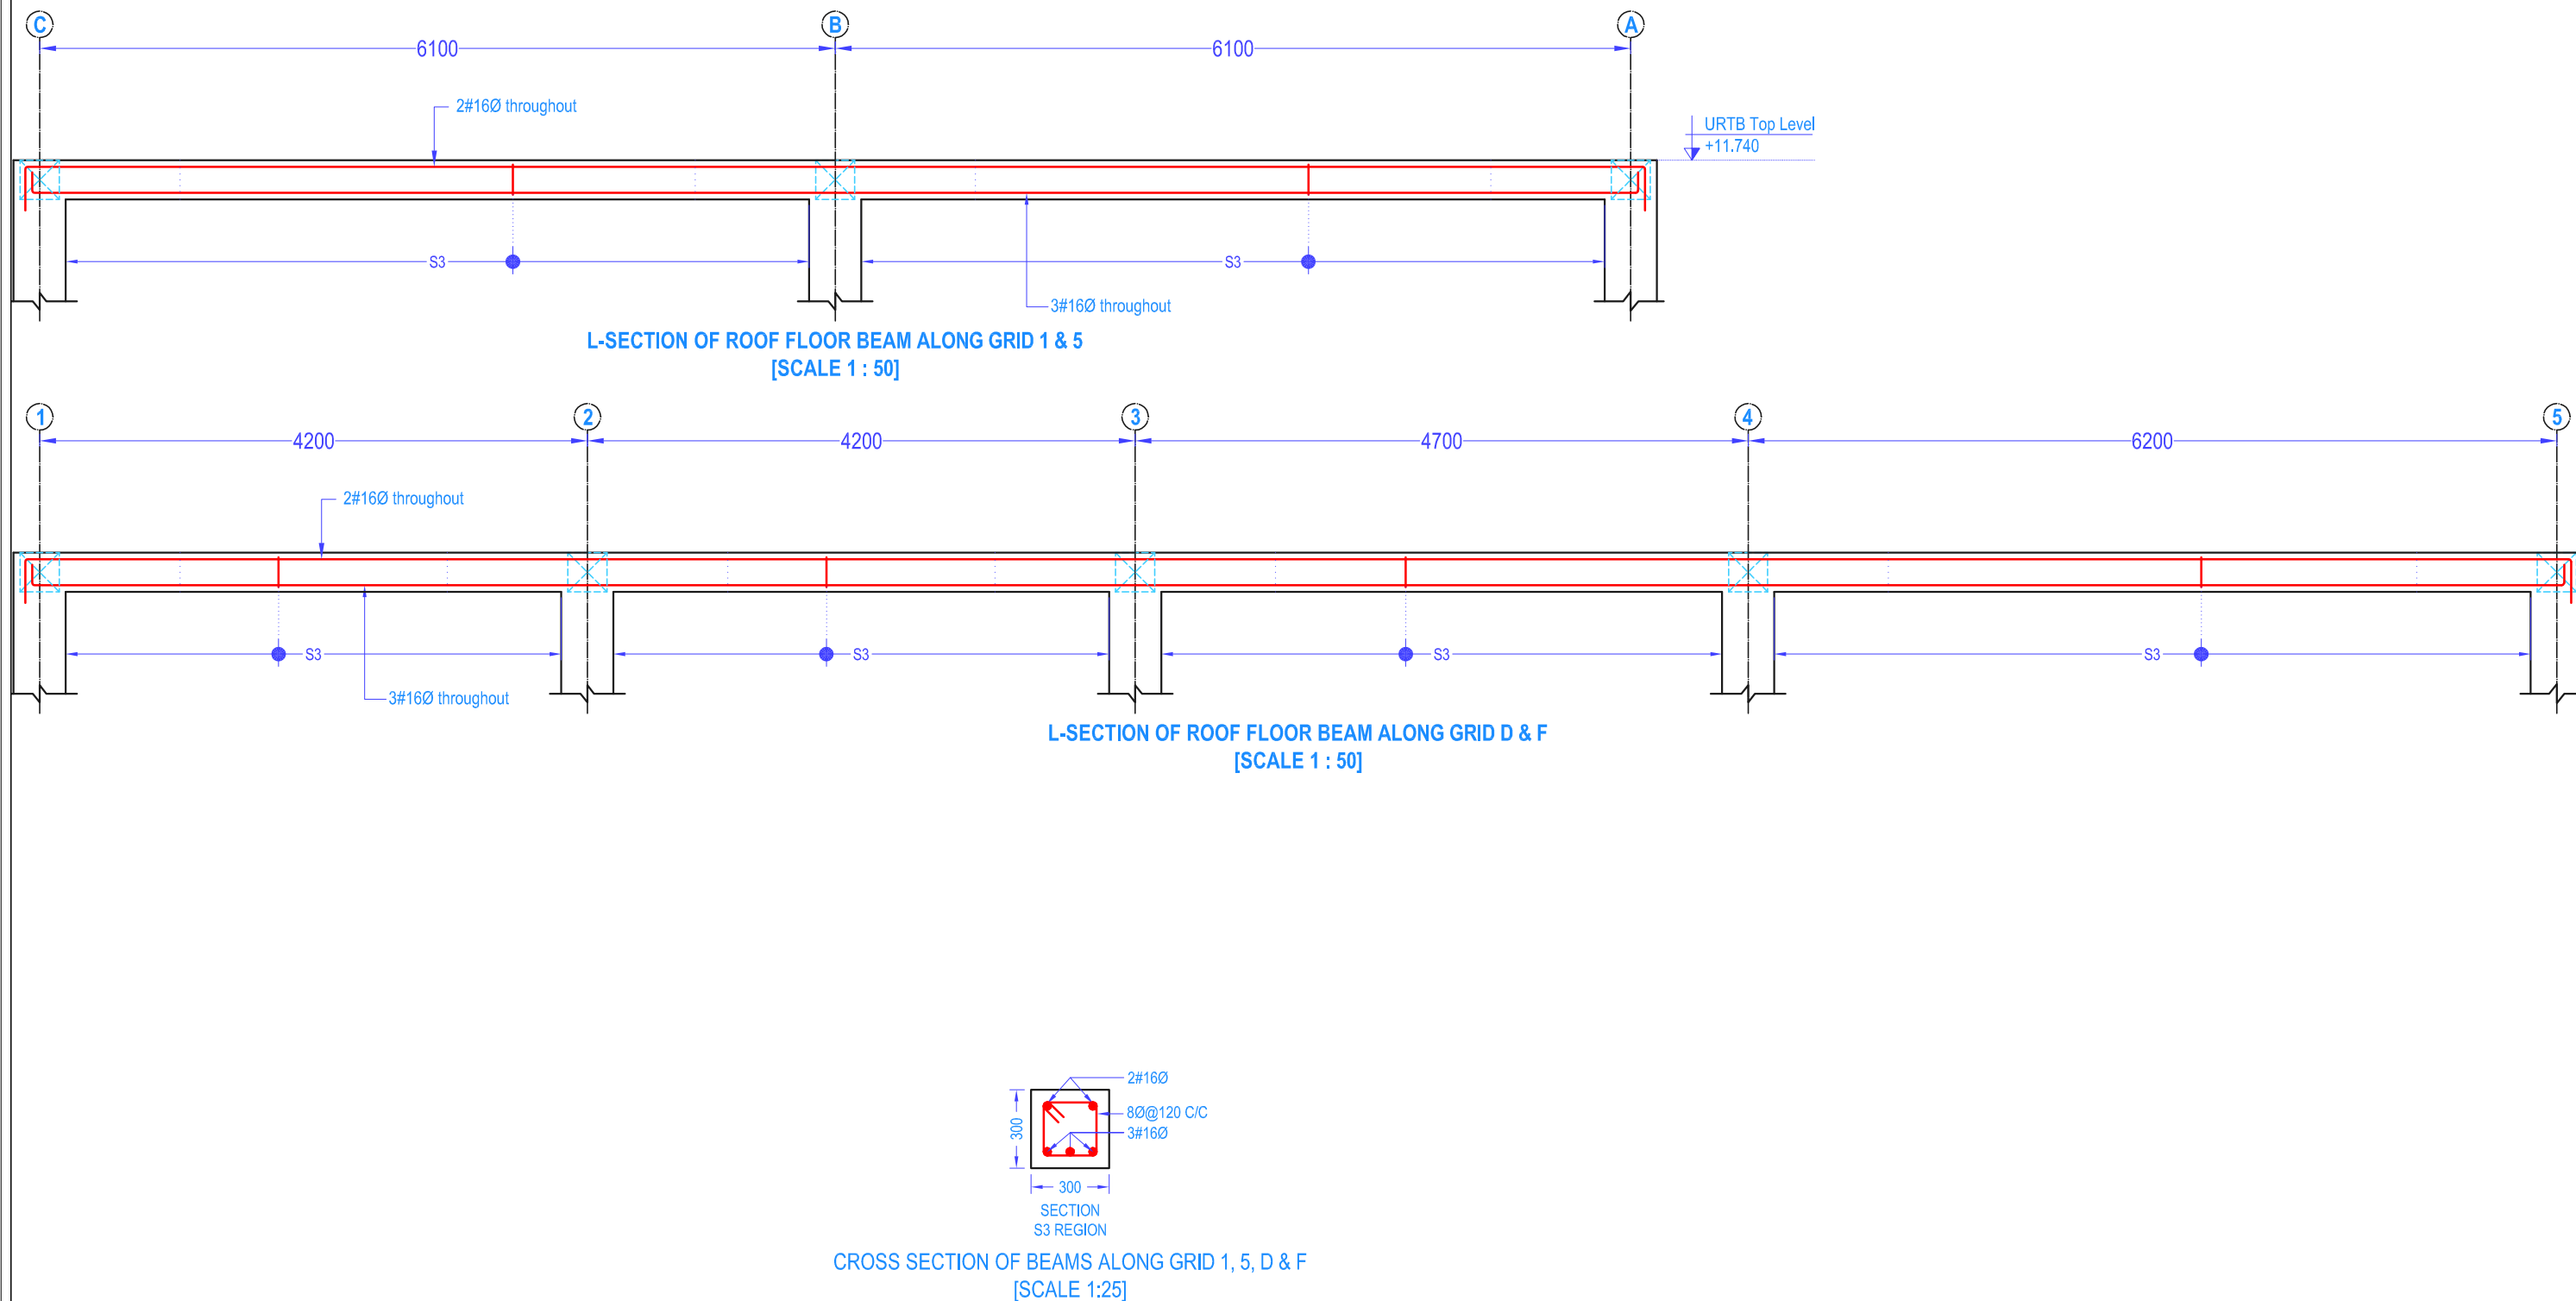 C B A
6100 6100
2#16Ø throughout
URTB Top Level
+11.740
S3 S3
3#16Ø throughout
L-SECTION OF ROOF FLOOR BEAM ALONG GRID 1 & 5
[SCALE 1 : 50]
1 2 3 4 5
4200 4200 4700 6200
2#16Ø throughout
S3 S3 S3 S3
3#16Ø throughout
L-SECTION OF ROOF FLOOR BEAM ALONG GRID D & F
[SCALE 1 : 50]
2#16Ø
8Ø@120 C/C
3#16Ø
300
300
SECTION
S3 REGION
CROSS SECTION OF BEAMS ALONG GRID 1, 5, D & F
[SCALE 1:25]